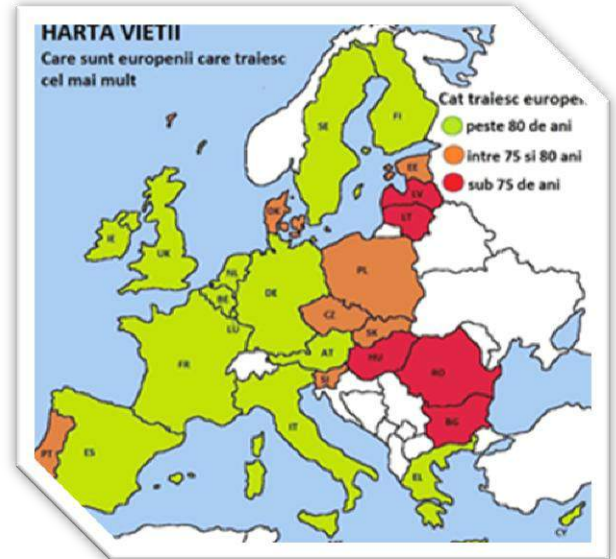 HARTA VIETII
Care sunt europenii care traiesc
cel mai mult
Cat traiesc europe
peste 80 de ani
intre 75 si 80 ani
sub 75 de ani
SE
FI
EE
LV
LT
DK
IE
UK
NL
BE
LU
DE
PL
CZ
SK
AT
HU
RO
SI
FR
IT
BG
PT
ES
EL
CY